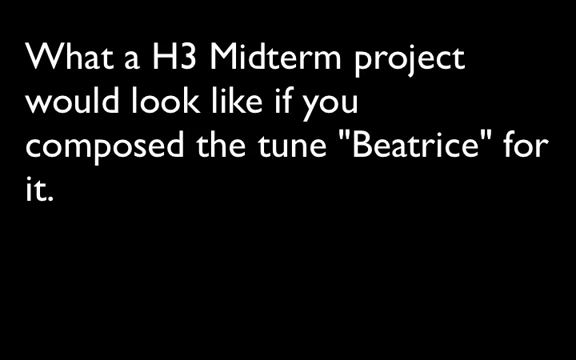 What a H3 Midterm project
would look like if you
composed the tune "Beatrice" for
it.